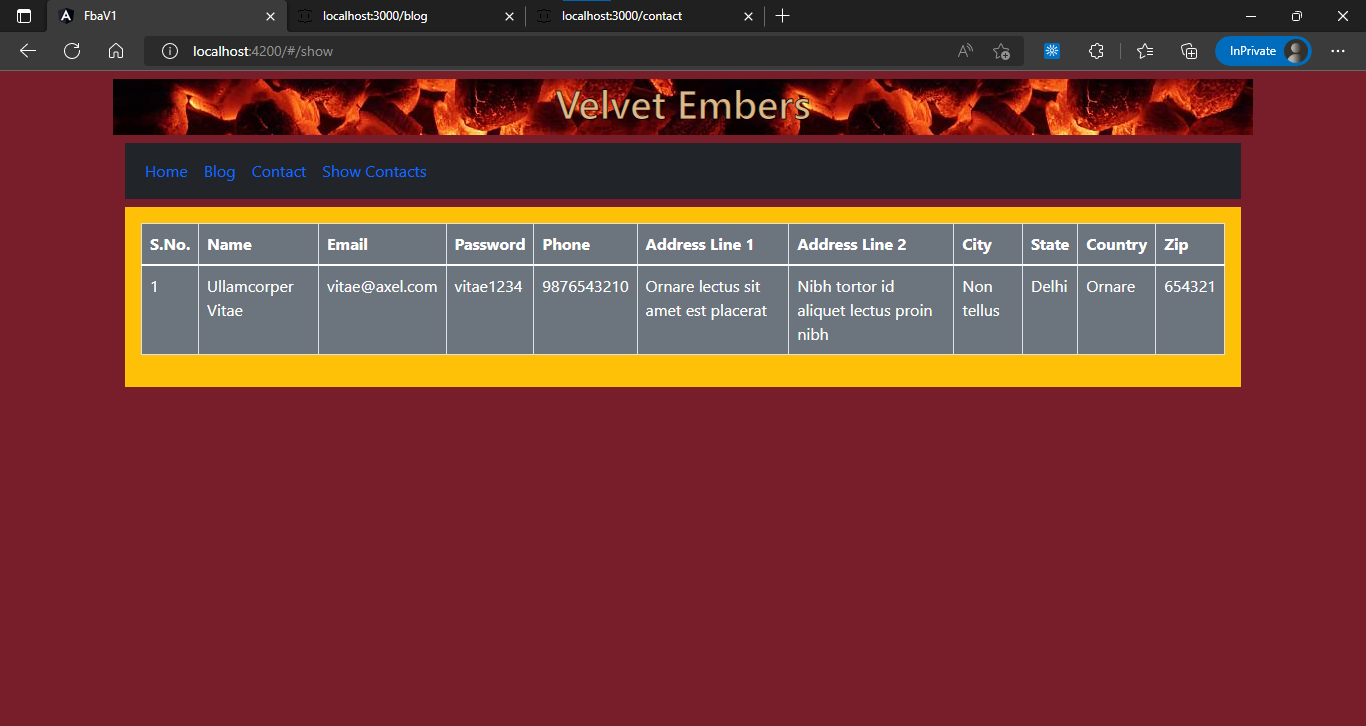 FbaV1
localhost:3000/blog
localhost:3000/contact
localhost:4200/#/show
InPrivate
Velvet Embers
Home Blog Contact Show Contacts
S.No. Name Email Password Phone Address Line 1 Address Line 2 City State Country Zip
1 Ullamcorper vitae@axel.com vitae1234 9876543210 Ornare lectus sit Nibh tortor id Non Delhi Ornare 654321
Vitae amet est placerat aliquet lectus proin tellus
nibh